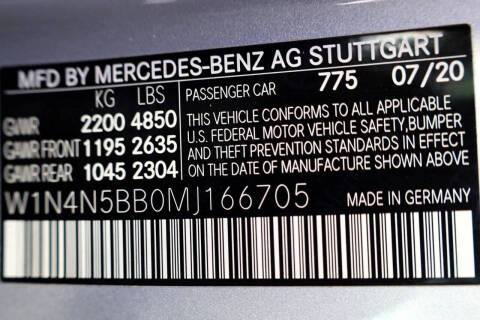 MFD BY MERCEDES-BENZ AG STUTTGART
KG LBS
GVWR 2200 4850
GAWR FRONT 1195 2635
GAWR REAR 1045 2304
PASSENGER CAR 775 07/20
THIS VEHICLE CONFORMS TO ALL APPLICABLE
U.S. FEDERAL MOTOR VEHICLE SAFETY,BUMPER
AND THEFT PREVENTION STANDARDS IN EFFECT
ON THE DATE OF MANUFACTURE SHOWN ABOVE
W1N4N5BB0MJ166705
MADE IN GERMANY